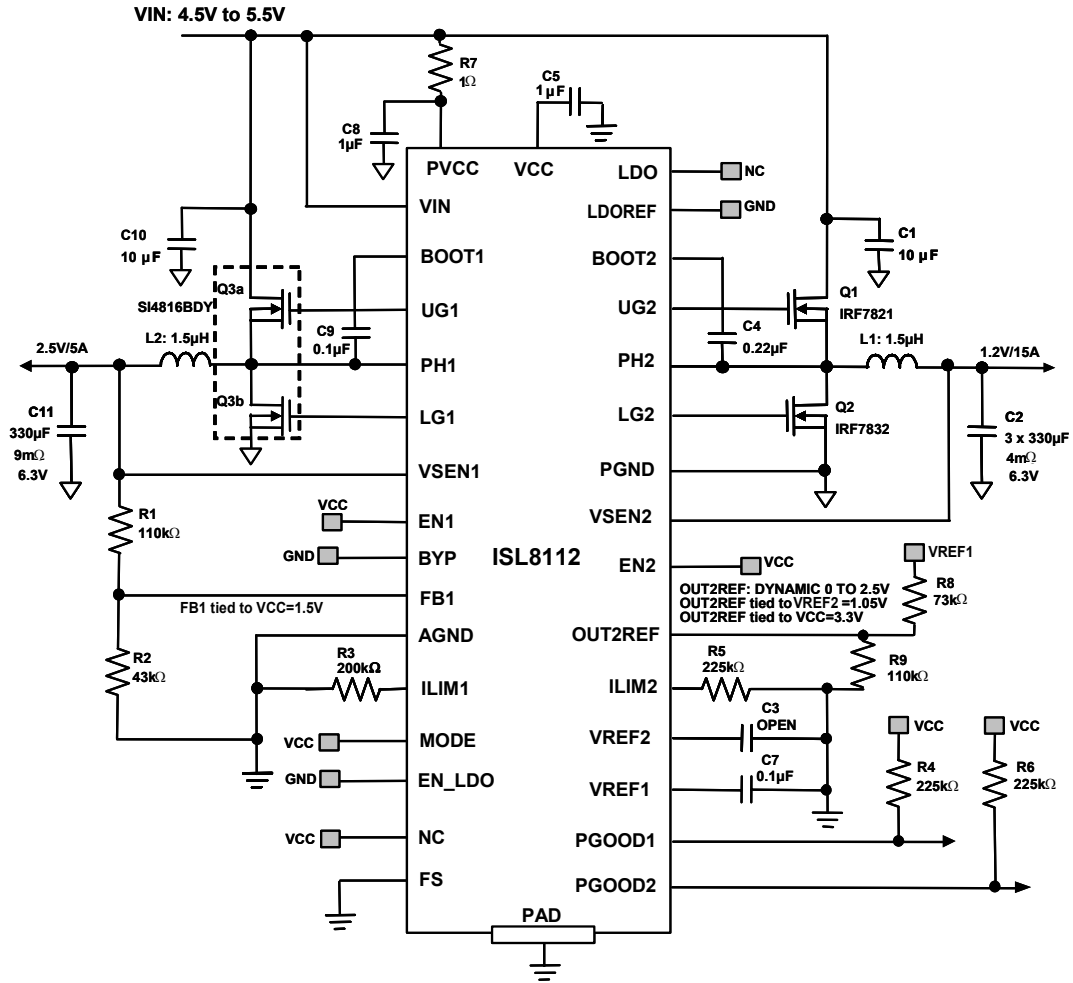 VIN: 4.5V to 5.5V
R7
1Ω
C5
1µF
C8
1µF
PVCC
VCC
LDO
NC
VIN
LDOREF
GND
C10
10 µF
C1
10 µF
BOOT1
BOOT2
Q3a
SI4816BDY
UG1
UG2
Q1
IRF7821
C9
0.1µF
C4
0.22µF
2.5V/5A
L2: 1.5µH
PH1
PH2
L1: 1.5µH
1.2V/15A
Q3b
LG1
LG2
Q2
IRF7832
C11
330µF
9mΩ
6.3V
C2
3 x 330µF
4mΩ
6.3V
VSEN1
PGND
R1
110kΩ
VCC
EN1
VSEN2
GND
BYP
ISL8112
EN2
VCC
VREF1
FB1 tied to VCC=1.5V
FB1
OUT2REF: DYNAMIC 0 TO 2.5V
OUT2REF tied to VREF2 =1.05V
OUT2REF tied to VCC=3.3V
R8
73kΩ
AGND
OUT2REF
R2
43kΩ
R3
200kΩ
ILIM1
ILIM2
R5
225kΩ
R9
110kΩ
VCC
MODE
VREF2
C3
OPEN
VCC
VCC
GND
EN_LDO
VREF1
C7
0.1µF
R4
225kΩ
R6
225kΩ
VCC
NC
PGOOD1
FS
PGOOD2
PAD